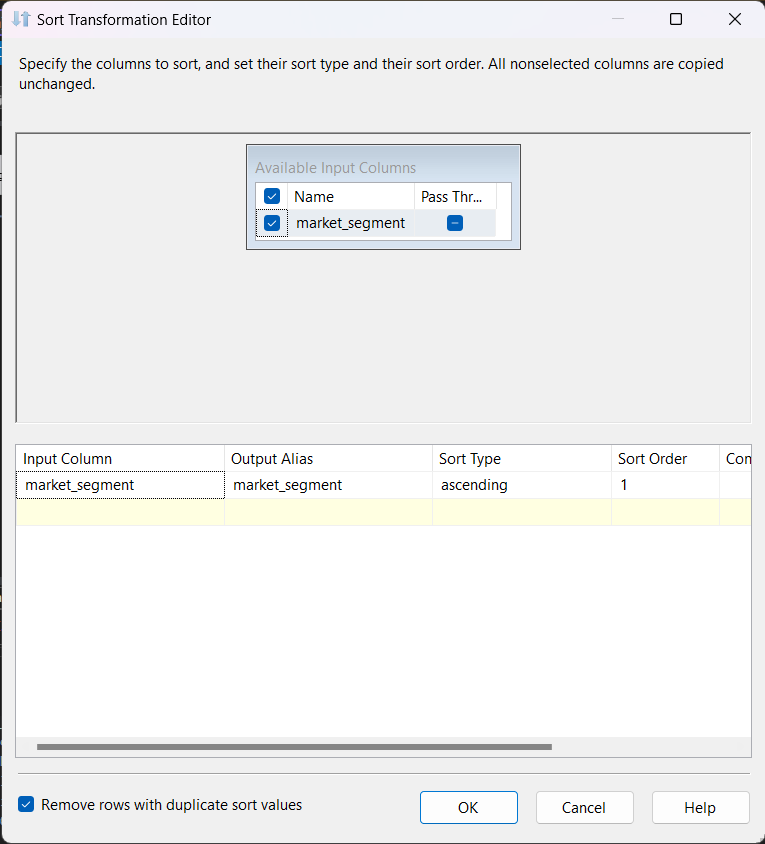 Sort Transformation Editor
Specify the columns to sort, and set their sort type and their sort order. All nonselected columns are copied
unchanged.
Available Input Columns
Name Pass Thr...
market_segment
Input Column Output Alias Sort Type Sort Order Con
market_segment market_segment ascending 1
Remove rows with duplicate sort values OK Cancel Help